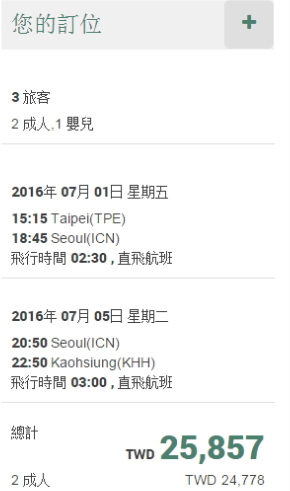 您的訂位
+
3 旅客
2 成人,1 嬰兒
2016年 07月 01日 星期五
15:15 Taipei(TPE)
18:45 Seoul(ICN)
飛行時間 02:30 , 直飛航班
2016年 07月 05日 星期二
20:50 Seoul(ICN)
22:50 Kaohsiung(KHH)
飛行時間 03:00 , 直飛航班
總計
TWD 25,857
2 成人 TWD 24,778